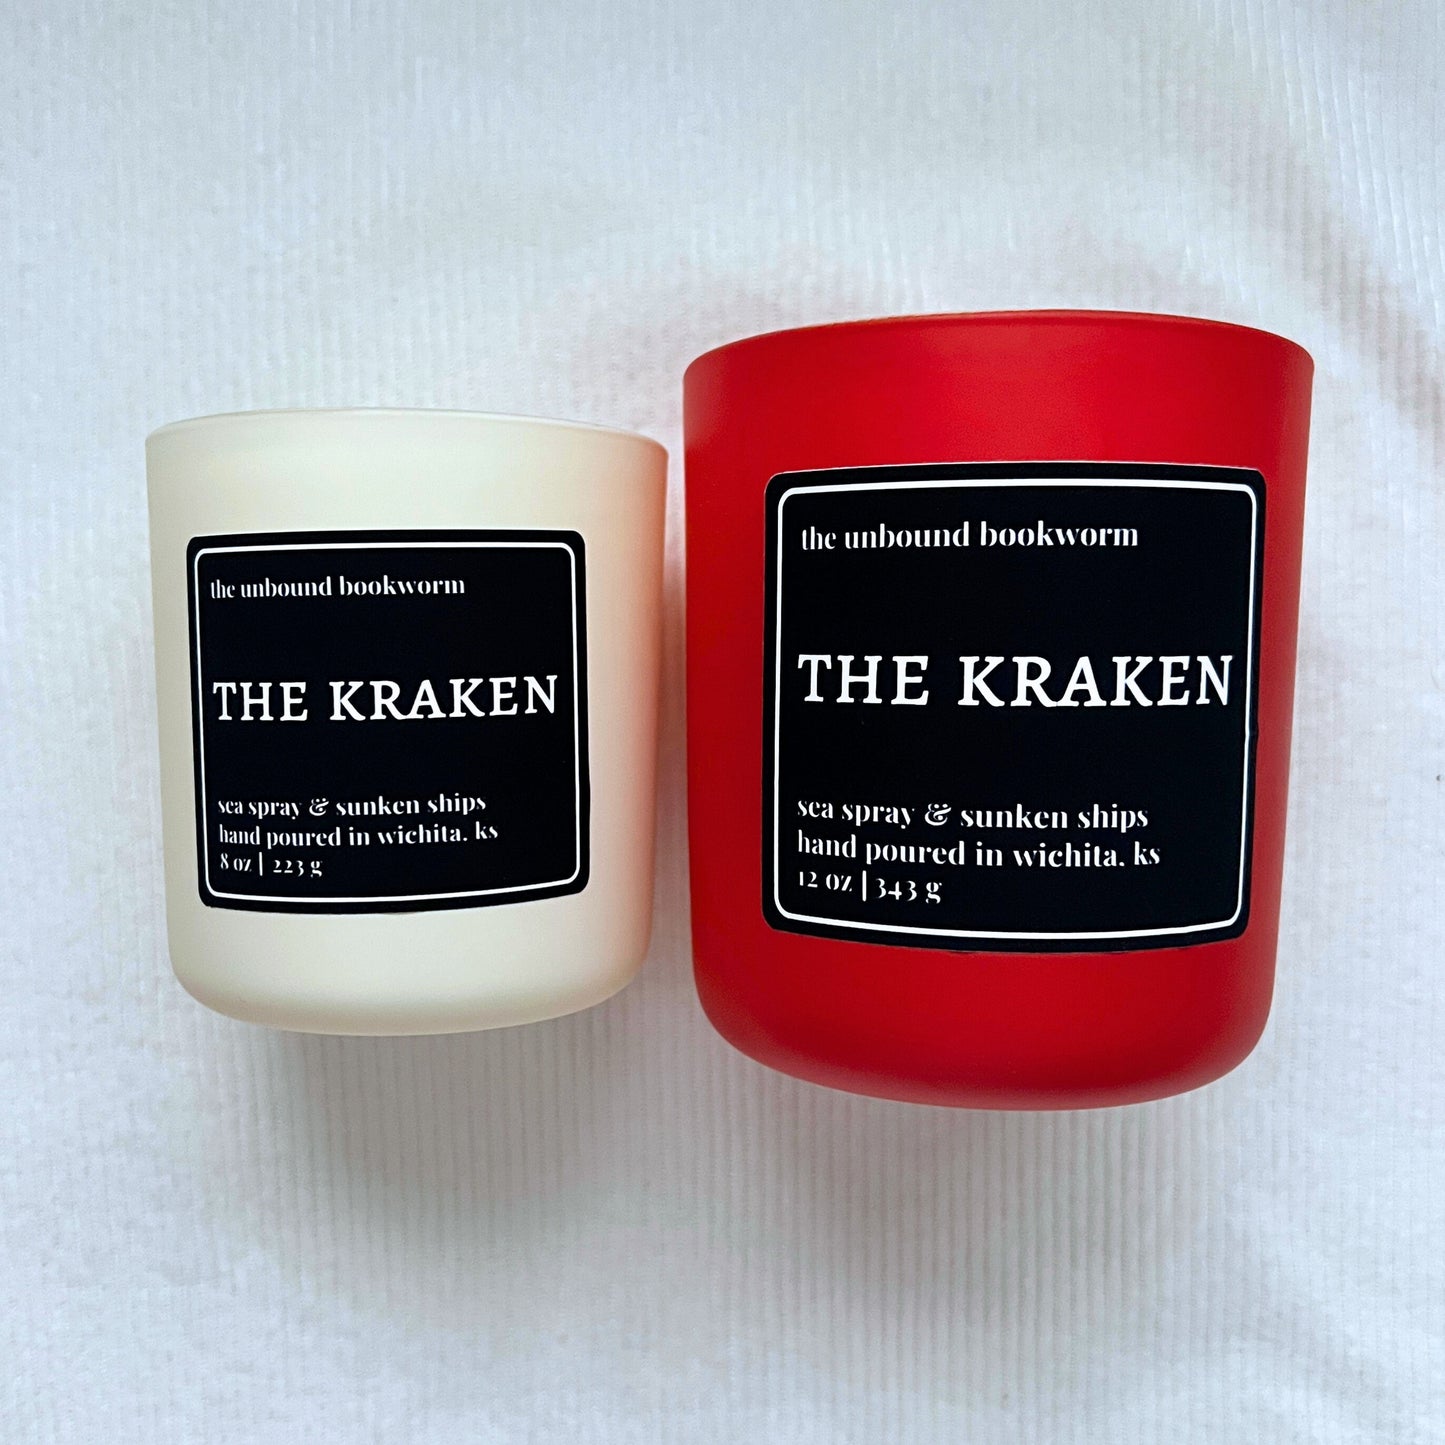 the unbound bookworm
THE KRAKEN
sea spray & sunken ships
hand poured in wichita, ks
8 oz | 223 g
the unbound bookworm
THE KRAKEN
sea spray & sunken ships
hand poured in wichita, ks
12 oz | 343 g